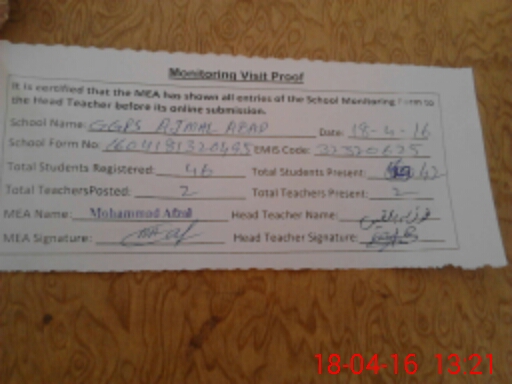 Monitoring Visit Proof
It is certified that the MEA has shown all entries of the School Monitoring Form to
the Head Teacher before its online submission.
School Name: GGPS AJMAL ABAD Date: 18-4-16
School Form No: EMIS Code:
Total Students Registered: 46 Total Students Present: 42
Total TeachersPosted: 2 Total Teachers Present: 2
MEA Name: Mohammad Afzal Head Teacher Name:
MEA Signature: Head Teacher Signature:
18-04-16 13:21